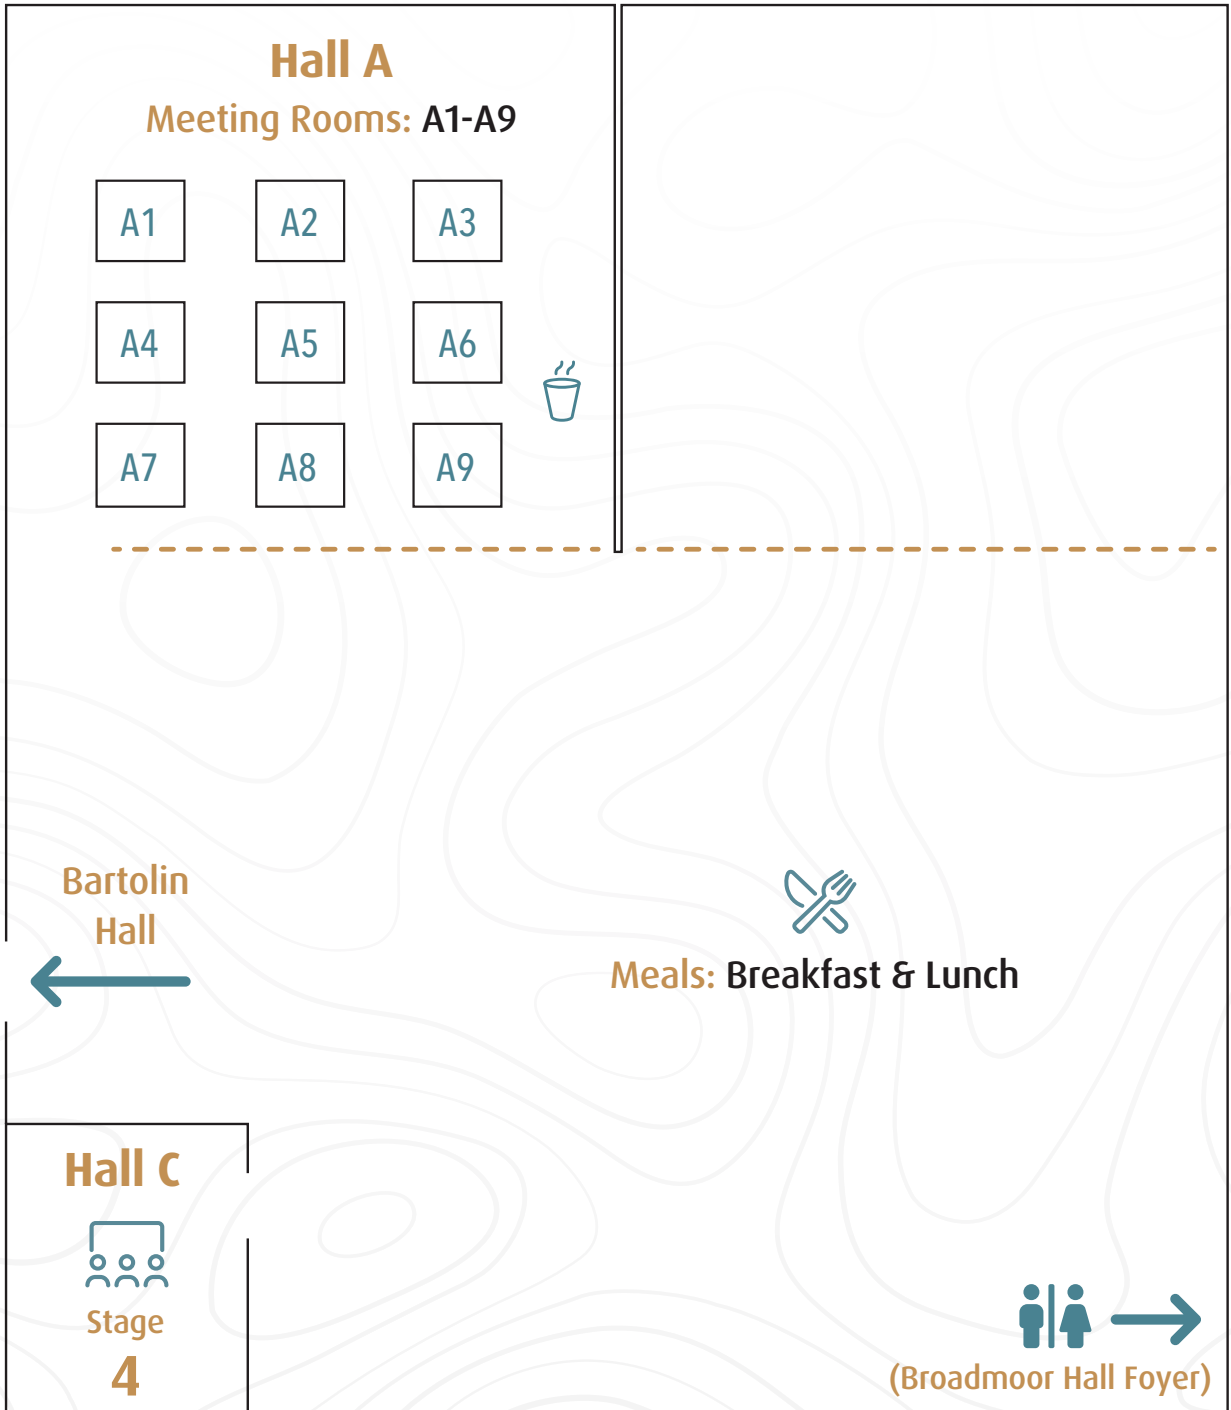 Hall A
Meeting Rooms: A1-A9
A1 A2 A3
A4 A5 A6
A7 A8 A9
Bartolin
Hall
Meals: Breakfast & Lunch
Hall C
Stage
4
(Broadmoor Hall Foyer)